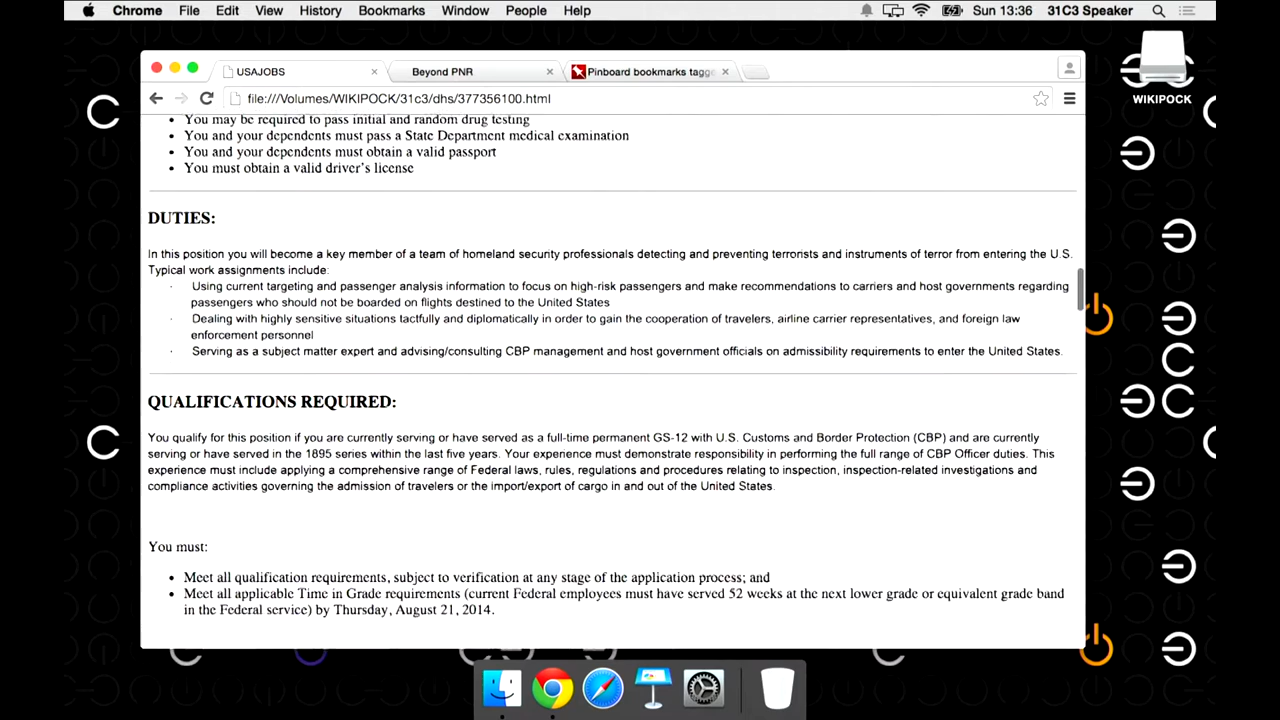 Chrome File Edit View History Bookmarks Window People Help Sun 13:36 31C3 Speaker
USAJOBS Beyond PNR Pinboard bookmarks tagge
file:///Volumes/WIKIPOCK/31c3/dhs/377356100.html
WIKIPOCK
• You may be required to pass initial and random drug testing
• You and your dependents must pass a State Department medical examination
• You and your dependents must obtain a valid passport
• You must obtain a valid driver's license
DUTIES:
In this position you will become a key member of a team of homeland security professionals detecting and preventing terrorists and instruments of terror from entering the U.S.
Typical work assignments include:
· Using current targeting and passenger analysis information to focus on high-risk passengers and make recommendations to carriers and host governments regarding
passengers who should not be boarded on flights destined to the United States
· Dealing with highly sensitive situations tactfully and diplomatically in order to gain the cooperation of travelers, airline carrier representatives, and foreign law
enforcement personnel
· Serving as a subject matter expert and advising/consulting CBP management and host government officials on admissibility requirements to enter the United States.
QUALIFICATIONS REQUIRED:
You qualify for this position if you are currently serving or have served as a full-time permanent GS-12 with U.S. Customs and Border Protection (CBP) and are currently
serving or have served in the 1895 series within the last five years. Your experience must demonstrate responsibility in performing the full range of CBP Officer duties. This
experience must include applying a comprehensive range of Federal laws, rules, regulations and procedures relating to inspection, inspection-related investigations and
compliance activities governing the admission of travelers or the import/export of cargo in and out of the United States.
You must:
• Meet all qualification requirements, subject to verification at any stage of the application process; and
• Meet all applicable Time in Grade requirements (current Federal employees must have served 52 weeks at the next lower grade or equivalent grade band
in the Federal service) by Thursday, August 21, 2014.